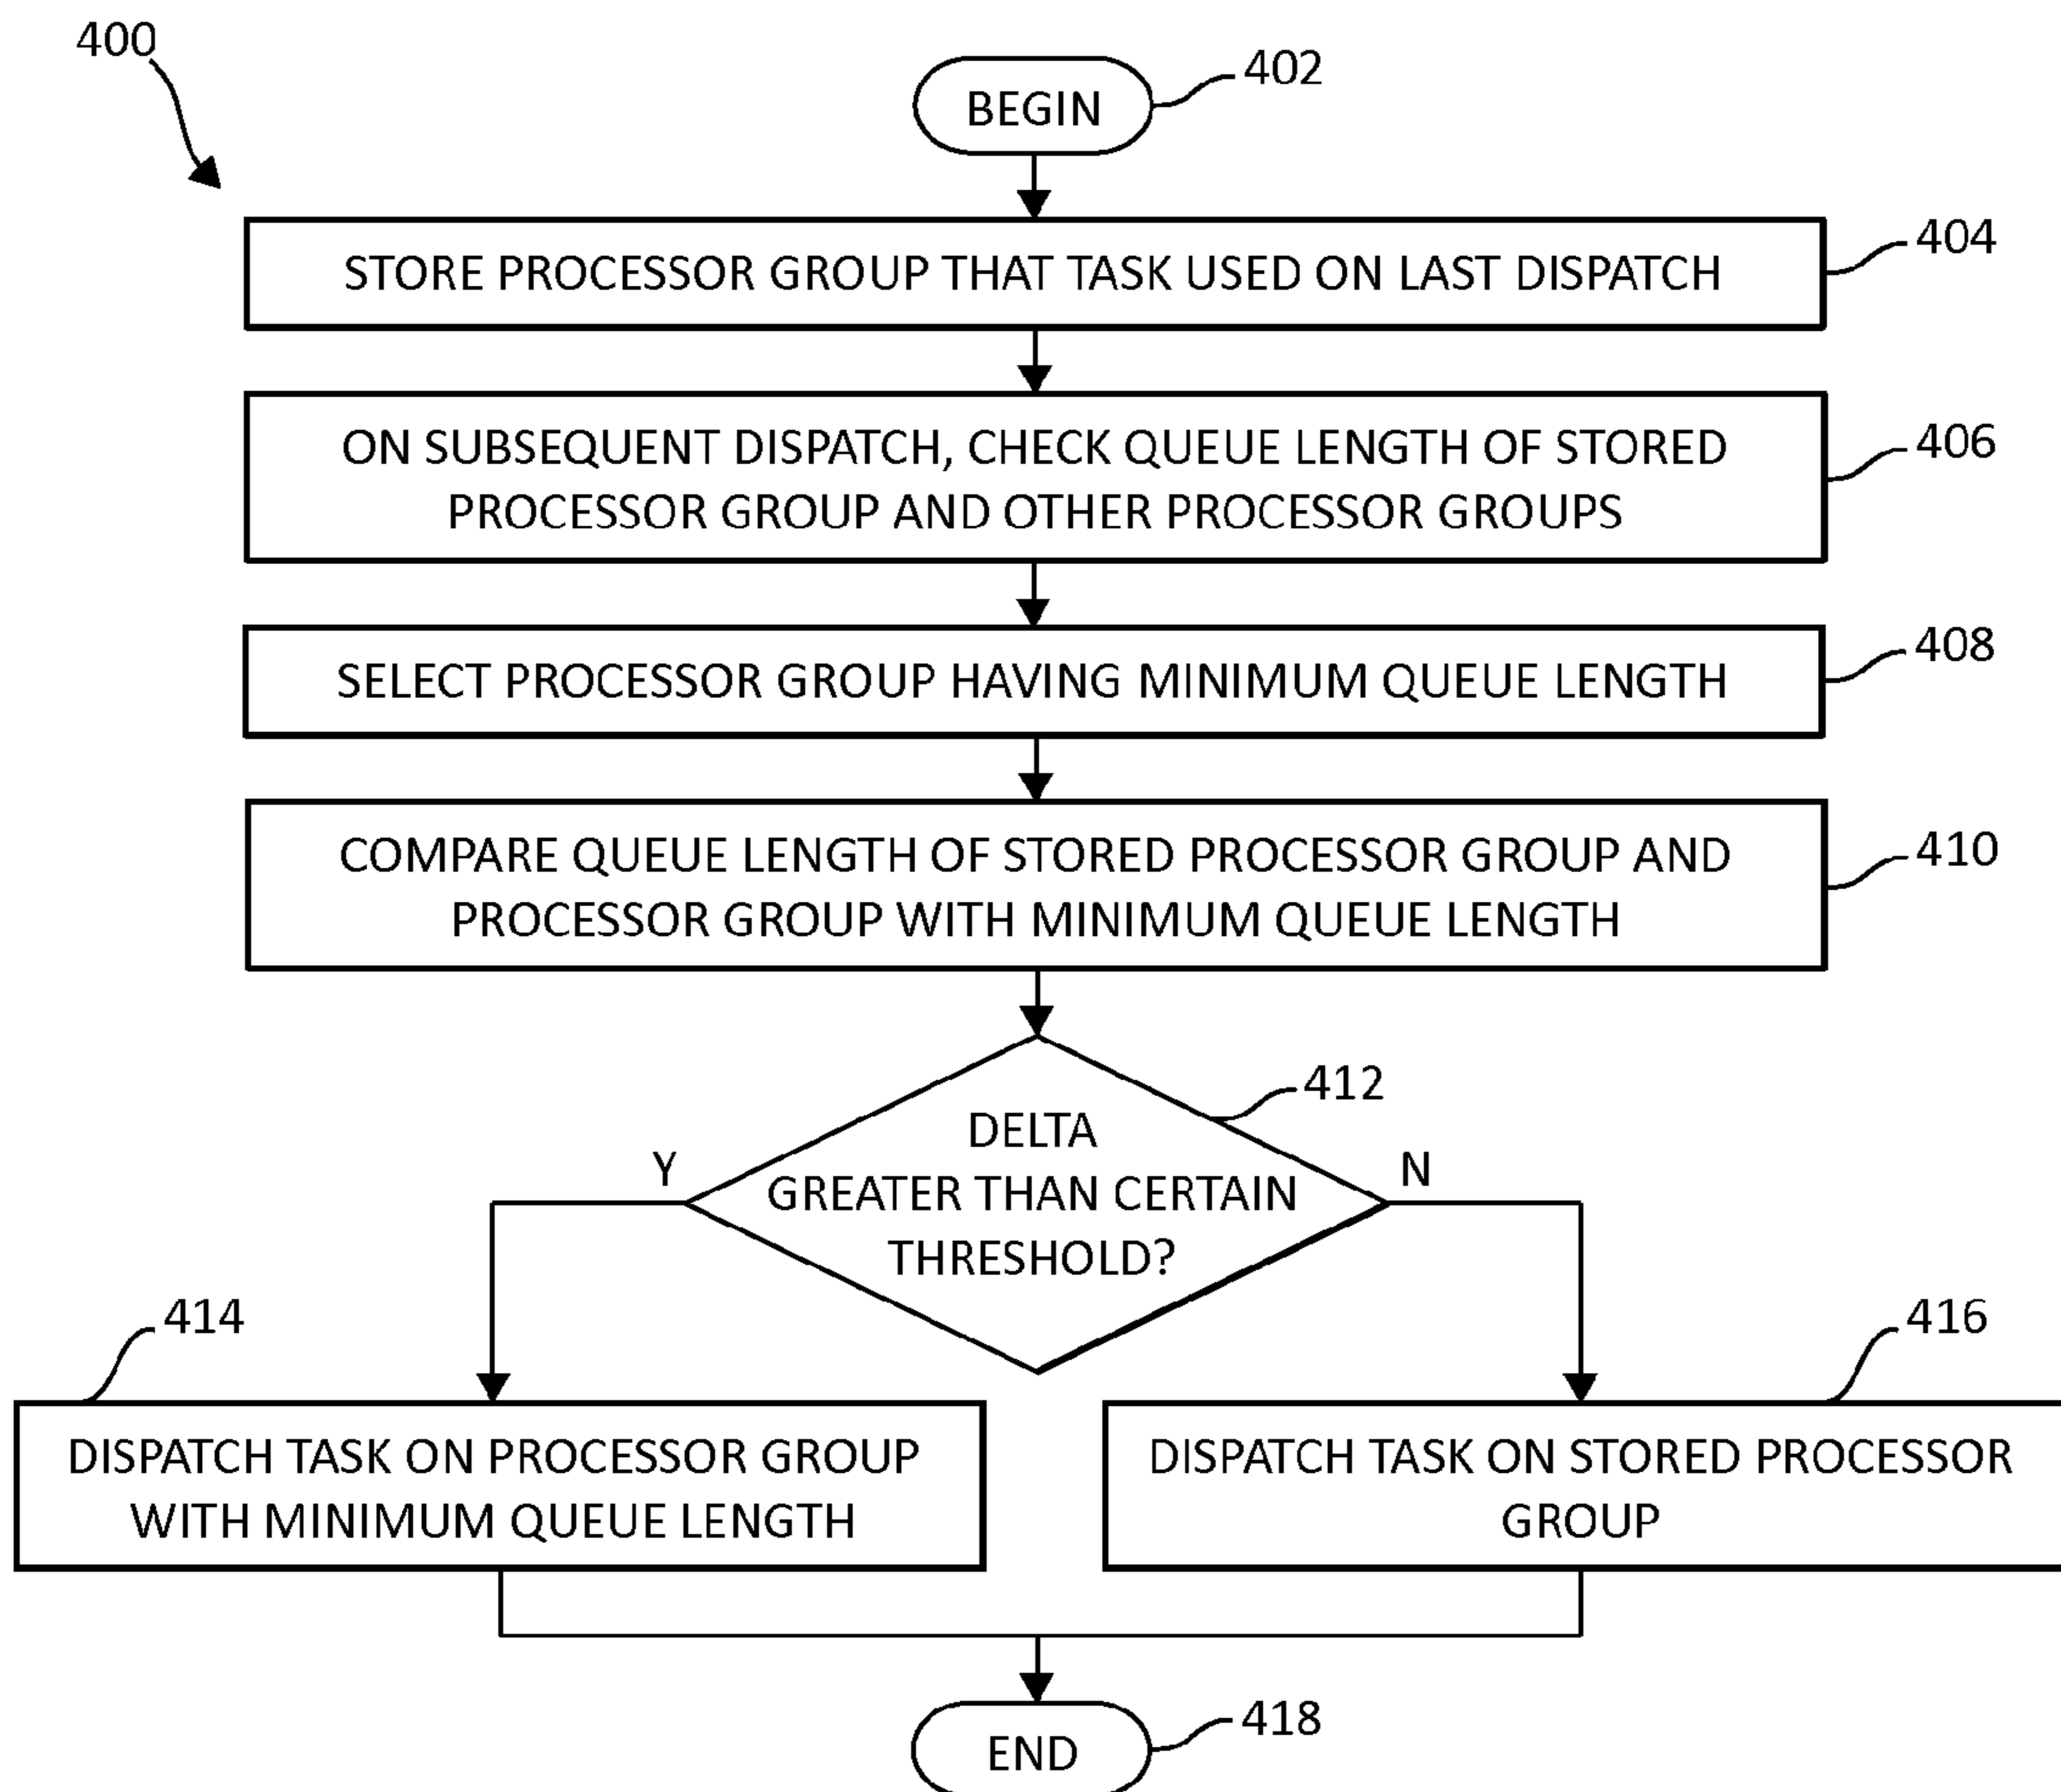 400
BEGIN
402
STORE PROCESSOR GROUP THAT TASK USED ON LAST DISPATCH
404
ON SUBSEQUENT DISPATCH, CHECK QUEUE LENGTH OF STORED
PROCESSOR GROUP AND OTHER PROCESSOR GROUPS
406
SELECT PROCESSOR GROUP HAVING MINIMUM QUEUE LENGTH
408
COMPARE QUEUE LENGTH OF STORED PROCESSOR GROUP AND
PROCESSOR GROUP WITH MINIMUM QUEUE LENGTH
410
DELTA
GREATER THAN CERTAIN
THRESHOLD?
412
Y
N
414
DISPATCH TASK ON PROCESSOR GROUP
WITH MINIMUM QUEUE LENGTH
416
DISPATCH TASK ON STORED PROCESSOR
GROUP
END
418